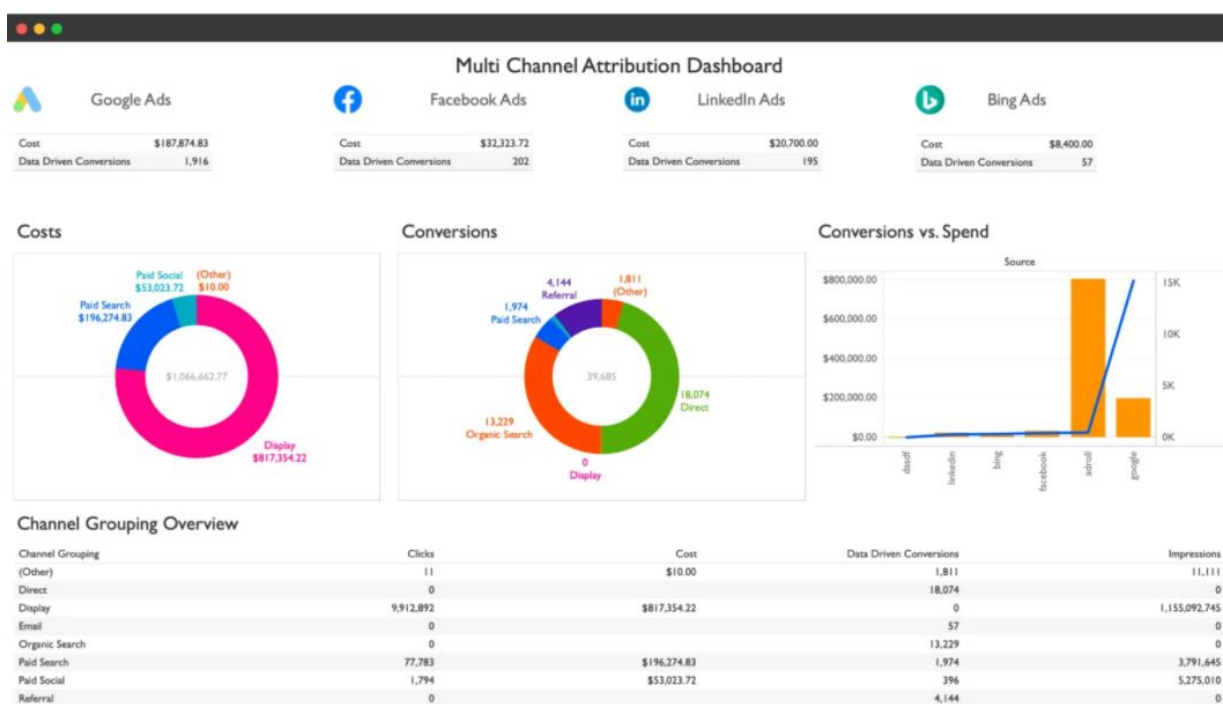 Multi Channel Attribution Dashboard
Google Ads
Facebook Ads
in
LinkedIn Ads
b
Bing Ads
Cost $187,874.83
Data Driven Conversions 1,916
Cost $32,323.72
Data Driven Conversions 202
Cost $20,700.00
Data Driven Conversions 195
Cost $8,400.00
Data Driven Conversions 57
Costs
Paid Social
$53,023.72
(Other)
$10.00
Paid Search
$196,274.83
$1,066,662.77
Display
$817,354.22
Conversions
4,144
Referral
1,811
(Other)
1,974
Paid Search
39,685
18,074
Direct
13,229
Organic Search
0
Display
Conversions vs. Spend
Source
$800,000.00
$600,000.00
$400,000.00
$200,000.00
$0.00
15K
10K
5K
0K
dasdf
linkedin
bing
facebook
adroll
google
Channel Grouping Overview
Channel Grouping Clicks Cost Data Driven Conversions Impressions
(Other) 11 $10.00 1,811 11,111
Direct 0 18,074 0
Display 9,912,892 $817,354.22 0 1,155,092,745
Email 0 57 0
Organic Search 0 13,229 0
Paid Search 77,783 $196,274.83 1,974 3,791,645
Paid Social 1,794 $53,023.72 396 5,275,010
Referral 0 4,144 0